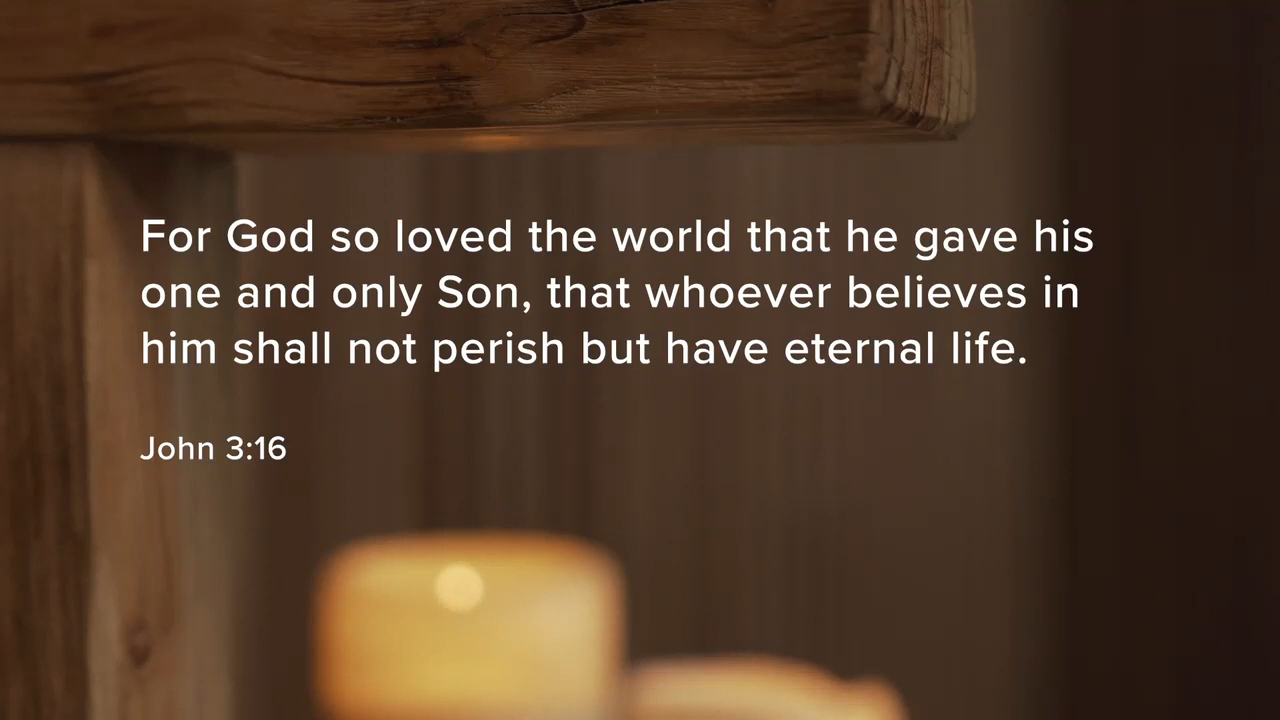 For God so loved the world that he gave his
one and only Son, that whoever believes in
him shall not perish but have eternal life.
John 3:16